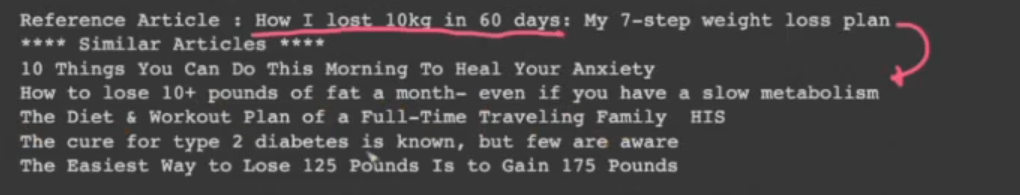 Reference Article : How I lost 10kg in 60 days: My 7-step weight loss plan
**** Similar Articles ****
10 Things You Can Do This Morning To Heal Your Anxiety
How to lose 10+ pounds of fat a month- even if you have a slow metabolism
The Diet & Workout Plan of a Full-Time Traveling Family  HIS
The cure for type 2 diabetes is known, but few are aware
The Easiest Way to Lose 125 Pounds Is to Gain 175 Pounds